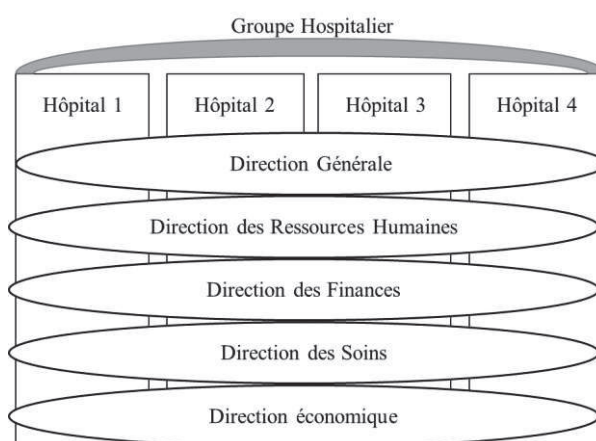 Groupe Hospitalier
Hôpital 1 Hôpital 2 Hôpital 3 Hôpital 4
Direction Générale
Direction des Ressources Humaines
Direction des Finances
Direction des Soins
Direction économique